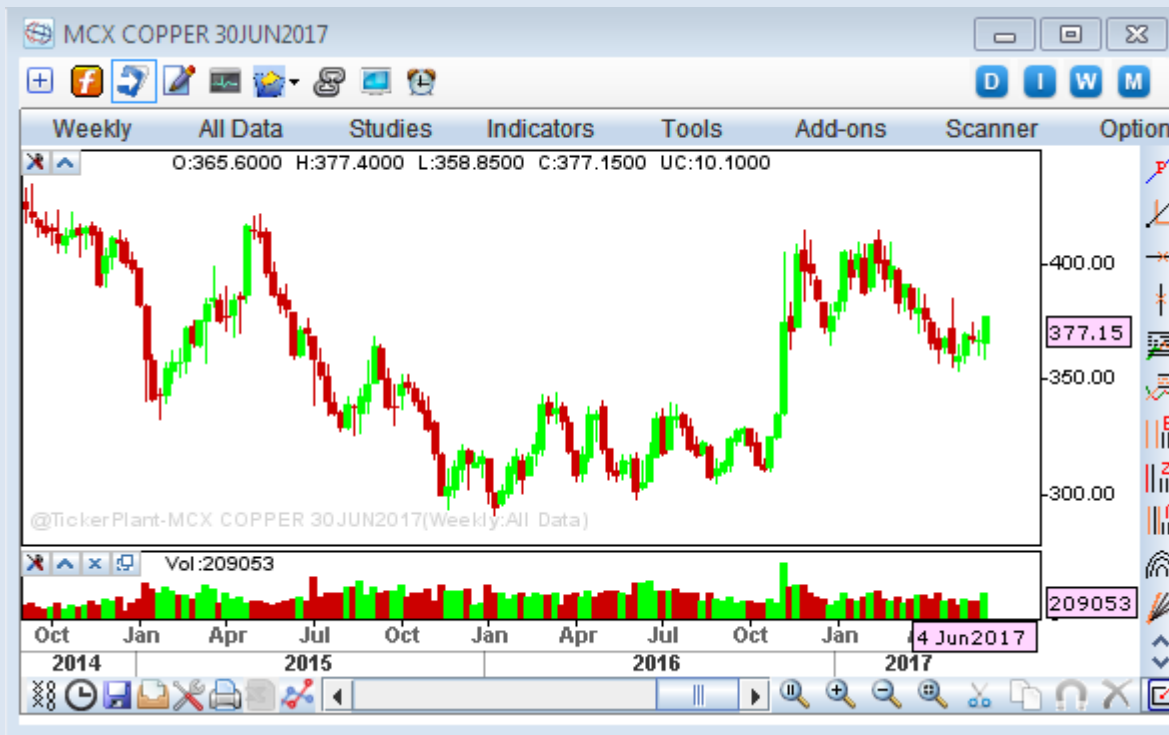 MCX COPPER 30JUN2017
D I W M
Weekly All Data Studies Indicators Tools Add-ons Scanner Option
O:365.6000 H:377.4000 L:358.8500 C:377.1500 UC:10.1000
400.00
377.15
350.00
300.00
@TickerPlant-MCX COPPER 30JUN2017(Weekly:All Data)
Vol:209053
209053
Oct Jan Apr Jul Oct Jan Apr Jul Oct Jan 4 Jun2017
2014 2015 2016 2017